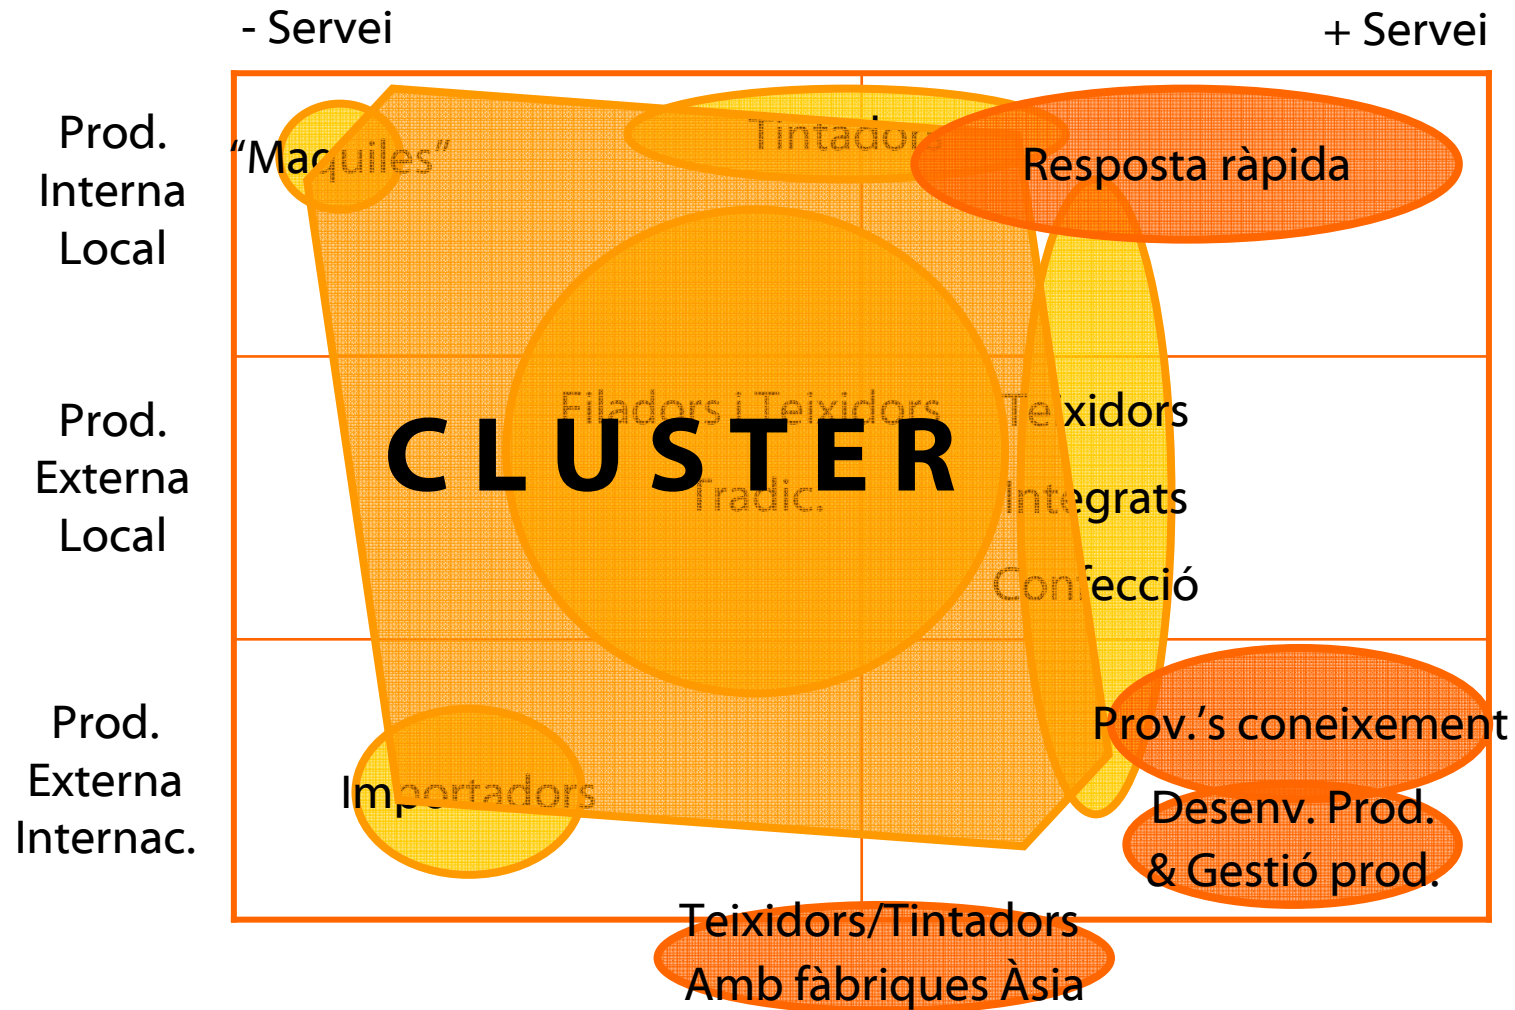 - Servei
+ Servei
Prod.
Interna
Local
“Maquiles”
Tintadors
Resposta ràpida
Prod.
Externa
Local
Filadors i Teixidors
Tradic.
CLUSTER
Teixidors
Integrats
Confecció
Prod.
Externa
Internac.
Importadors
Prov.’s coneixement
Desenv. Prod.
& Gestió prod.
Teixidors/Tintadors
Amb fàbriques Àsia